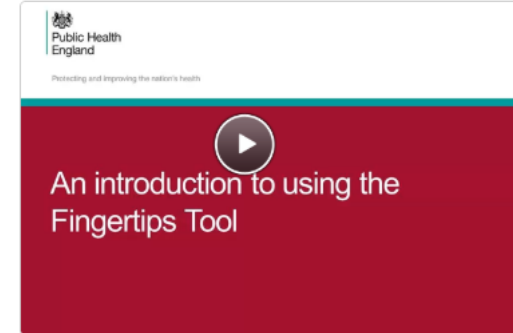 Public Health
England
Protecting and improving the nation's health
An introduction to using the
Fingertips Tool